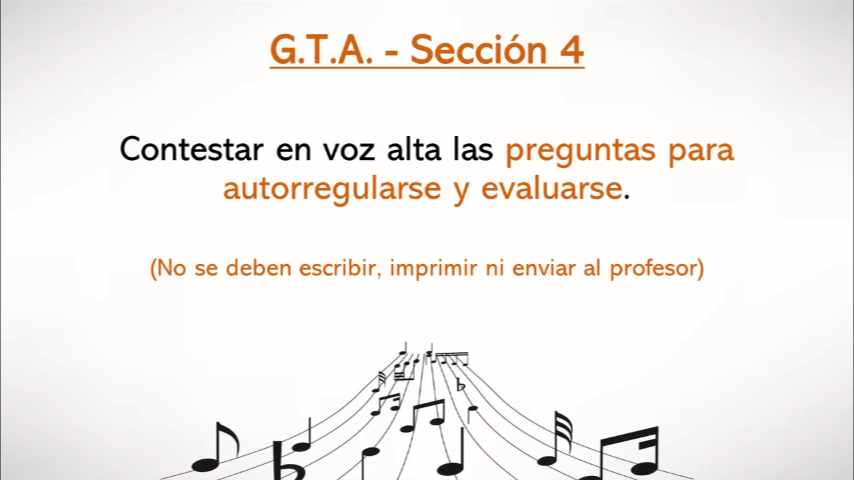 G.T.A. - Sección 4
Contestar en voz alta las preguntas para
autorregularse y evaluarse.
(No se deben escribir, imprimir ni enviar al profesor)